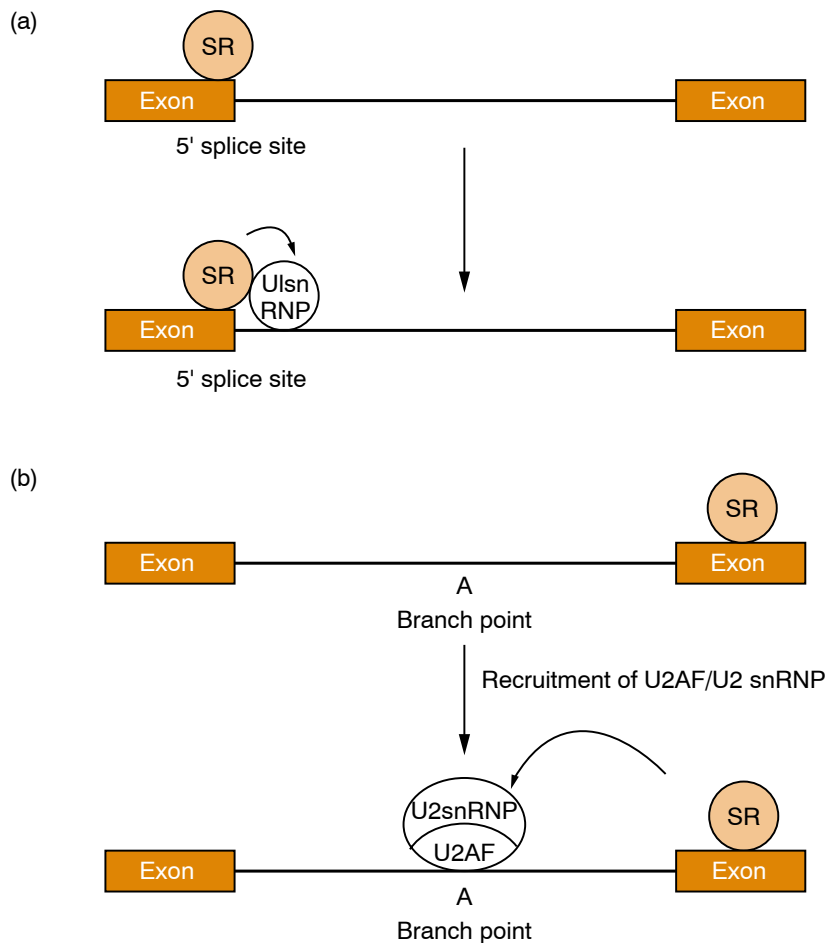 (a)
SR
Exon
Exon
5' splice site
SR
UIsn
RNP
Exon
Exon
5' splice site
(b)
SR
Exon
Exon
A
Branch point
Recruitment of U2AF/U2 snRNP
U2snRNP
SR
U2AF
Exon
Exon
A
Branch point